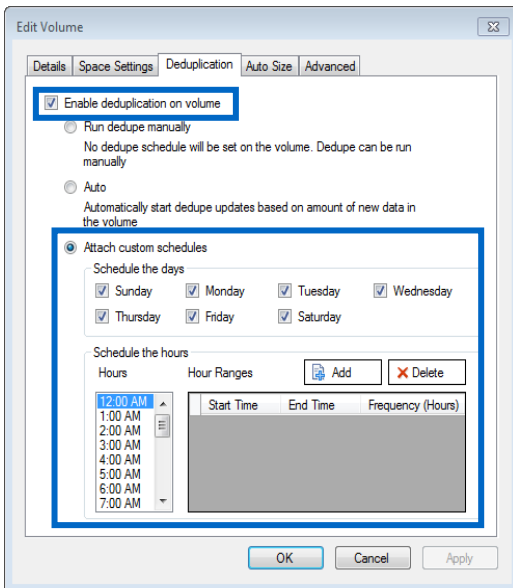 Edit Volume
Details Space Settings Deduplication Auto Size Advanced
Enable deduplication on volume
Run dedupe manually
No dedupe schedule will be set on the volume. Dedupe can be run
manually
Auto
Automatically start dedupe updates based on amount of new data in
the volume
Attach custom schedules
Schedule the days
Sunday Monday Tuesday Wednesday
Thursday Friday Saturday
Schedule the hours
Hours Hour Ranges Add Delete
12:00 AM Start Time End Time Frequency (Hours)
1:00 AM
2:00 AM
3:00 AM
4:00 AM
5:00 AM
6:00 AM
7:00 AM
OK Cancel Apply